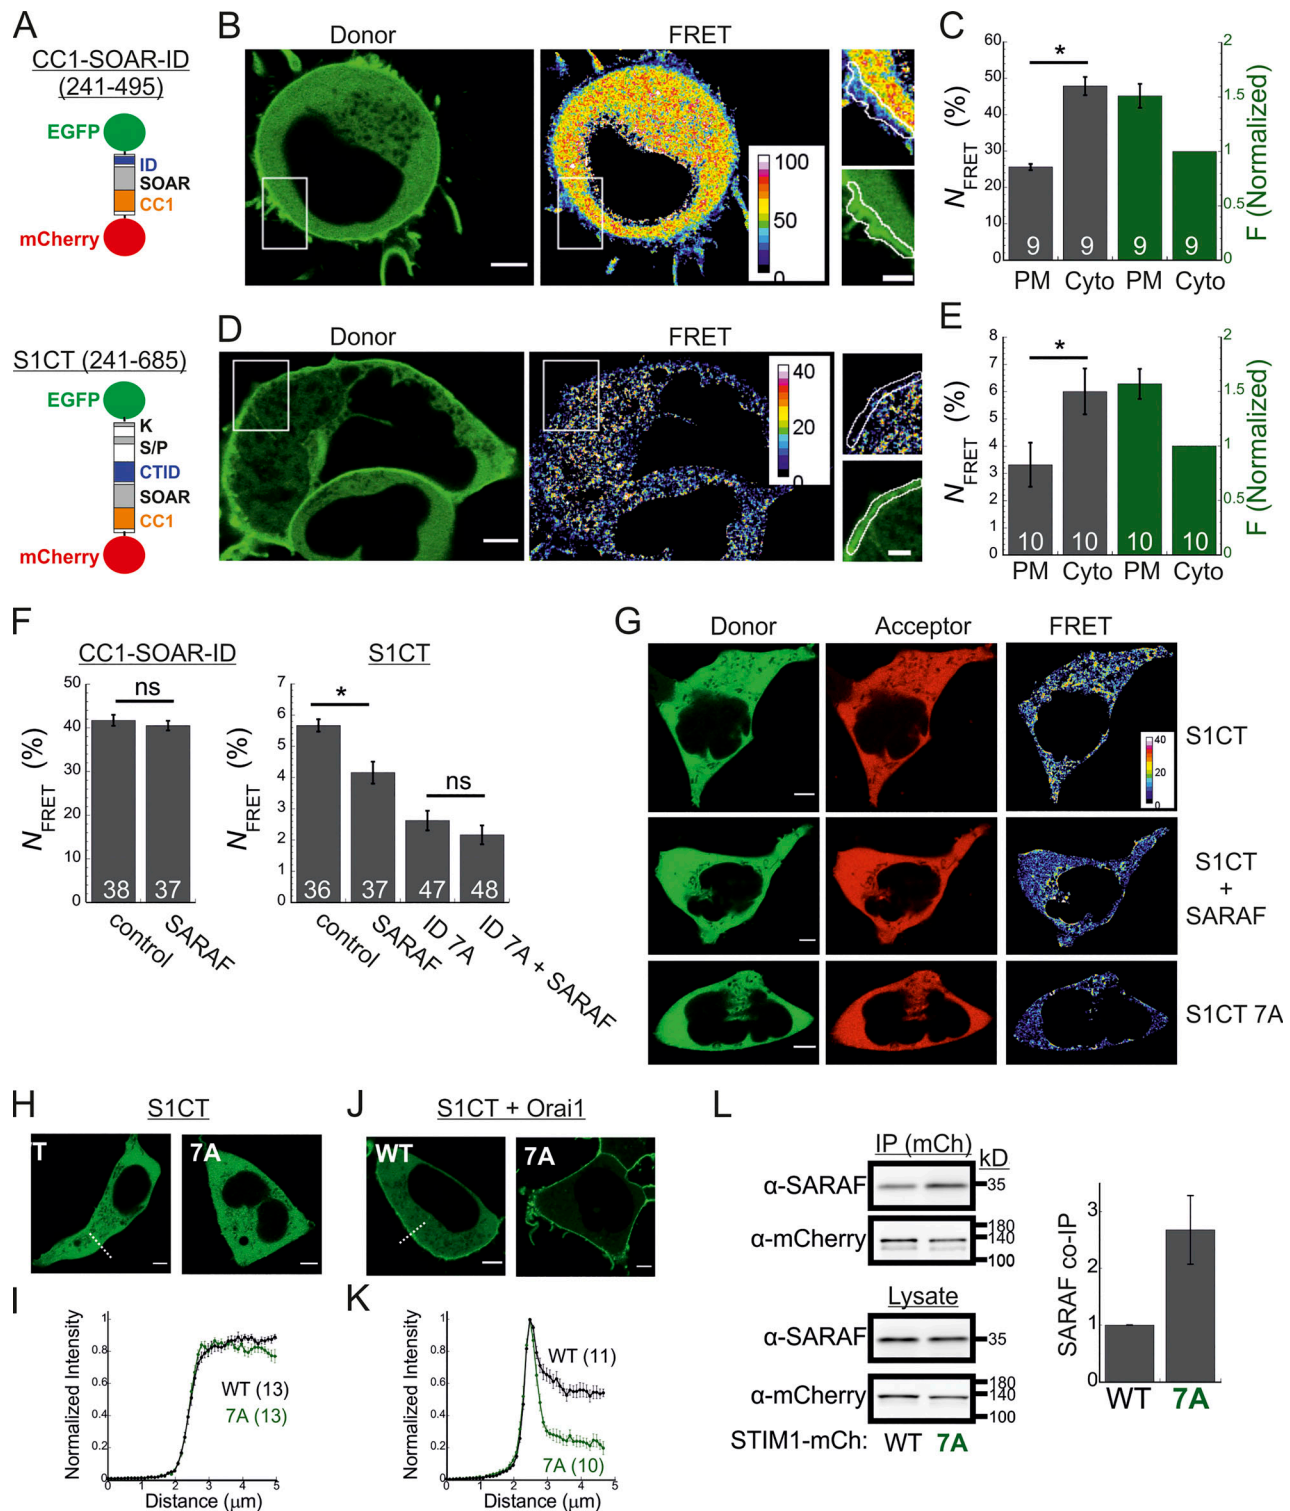 A
CC1-SOAR-ID
(241-495)
EGFP
ID
SOAR
CC1
mCherry
B
Donor
FRET
100
50
0
C
60
50
40
30
20
10
0
NFRET (%)
*
9
9
9
9
PM
Cyto
PM
Cyto
2
1.5
1
0.5
0
F (Normalized)
S1CT (241-685)
EGFP
K
S/P
CTID
SOAR
CC1
mCherry
D
Donor
FRET
40
20
0
E
8
7
6
5
4
3
2
1
0
NFRET (%)
*
10
10
10
10
PM
Cyto
PM
Cyto
2
1.5
1
0.5
0
F (Normalized)
F
CC1-SOAR-ID
50
40
30
20
10
0
NFRET (%)
ns
38
37
control
SARAF
S1CT
7
6
5
4
3
2
1
0
NFRET (%)
*
ns
36
37
47
48
control
SARAF
ID 7A
ID 7A + SARAF
G
Donor
Acceptor
FRET
S1CT
40
20
0
S1CT
+
SARAF
S1CT 7A
H
S1CT
T
7A
I
Normalized Intensity
1
0.8
0.6
0.4
0.2
0
WT (13)
7A (13)
0 1 2 3 4 5
Distance (μm)
J
S1CT + Orai1
WT
7A
K
Normalized Intensity
1
0.8
0.6
0.4
0.2
0
WT (11)
7A (10)
0 1 2 3 4 5
Distance (μm)
L
IP (mCh)
kD
α-SARAF
35
α-mCherry
180
140
100
Lysate
α-SARAF
35
α-mCherry
180
140
100
STIM1-mCh: WT 7A
SARAF co-IP
3
2
1
0
WT
7A